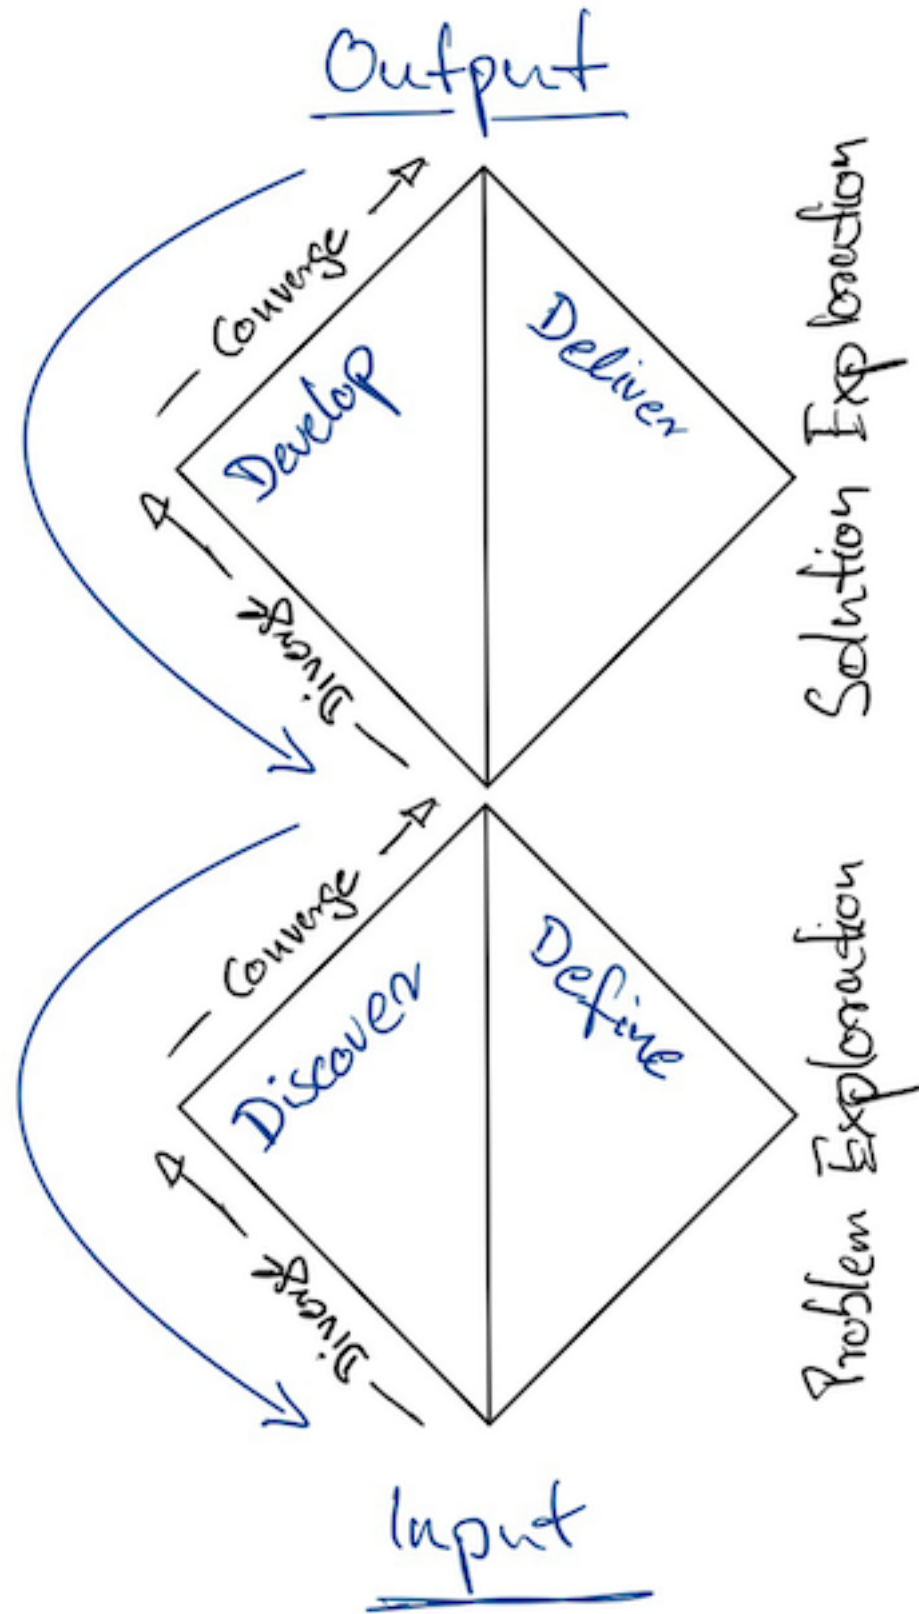 Output
Converge
Develop
Deliver
Diverge
Solution Exploration
Converge
Discover
Define
Diverge
Problem Exploration
Input